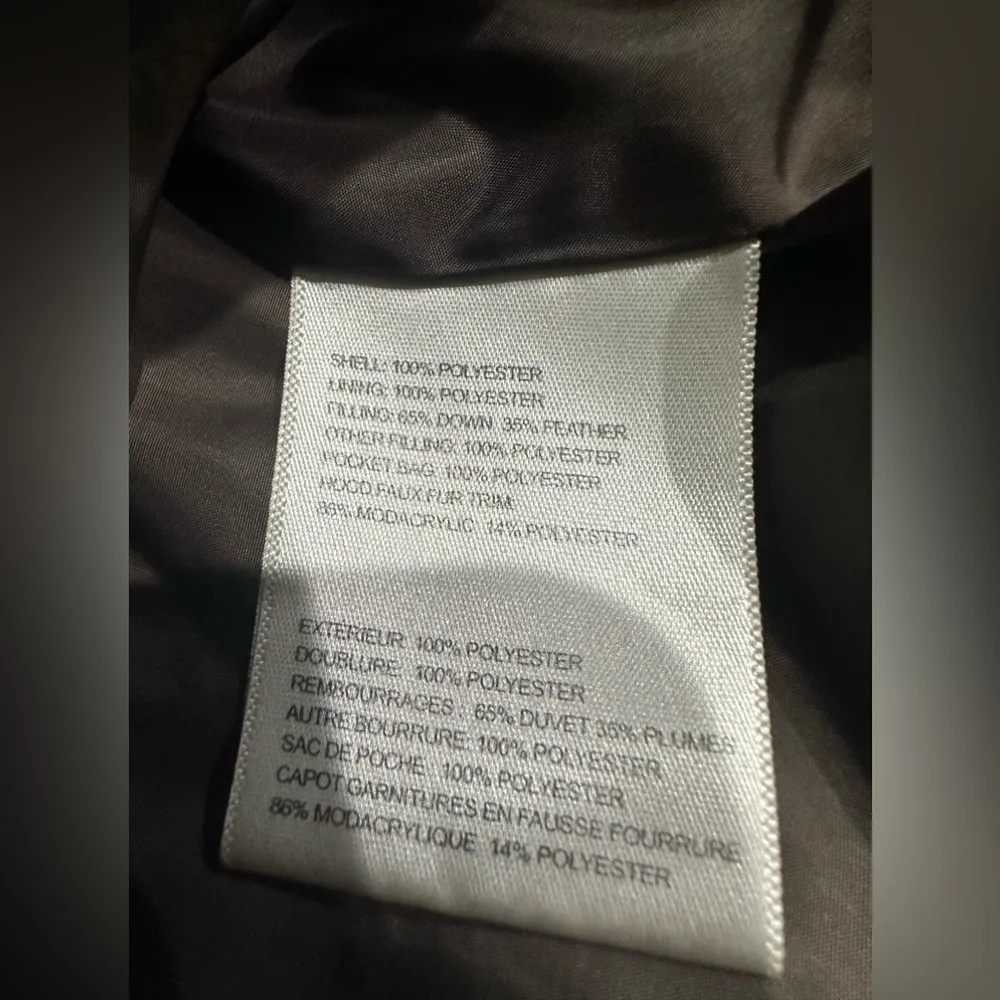 SHELL: 100% POLYESTER
LINING: 100% POLYESTER
FILLING: 65% DOWN 35% FEATHER
OTHER FILLING: 100% POLYESTER
POCKET BAG: 100% POLYESTER
HOOD FAUX FUR TRIM:
86% MODACRYLIC 14% POLYESTER
EXTERIEUR: 100% POLYESTER
DOUBLURE: 100% POLYESTER
REMBOURRAGES : 65% DUVET 35% PLUMES
AUTRE BOURRURE: 100% POLYESTER
SAC DE POCHE : 100% POLYESTER
CAPOT GARNITURES EN FAUSSE FOURRURE
86% MODACRYLIQUE 14% POLYESTER